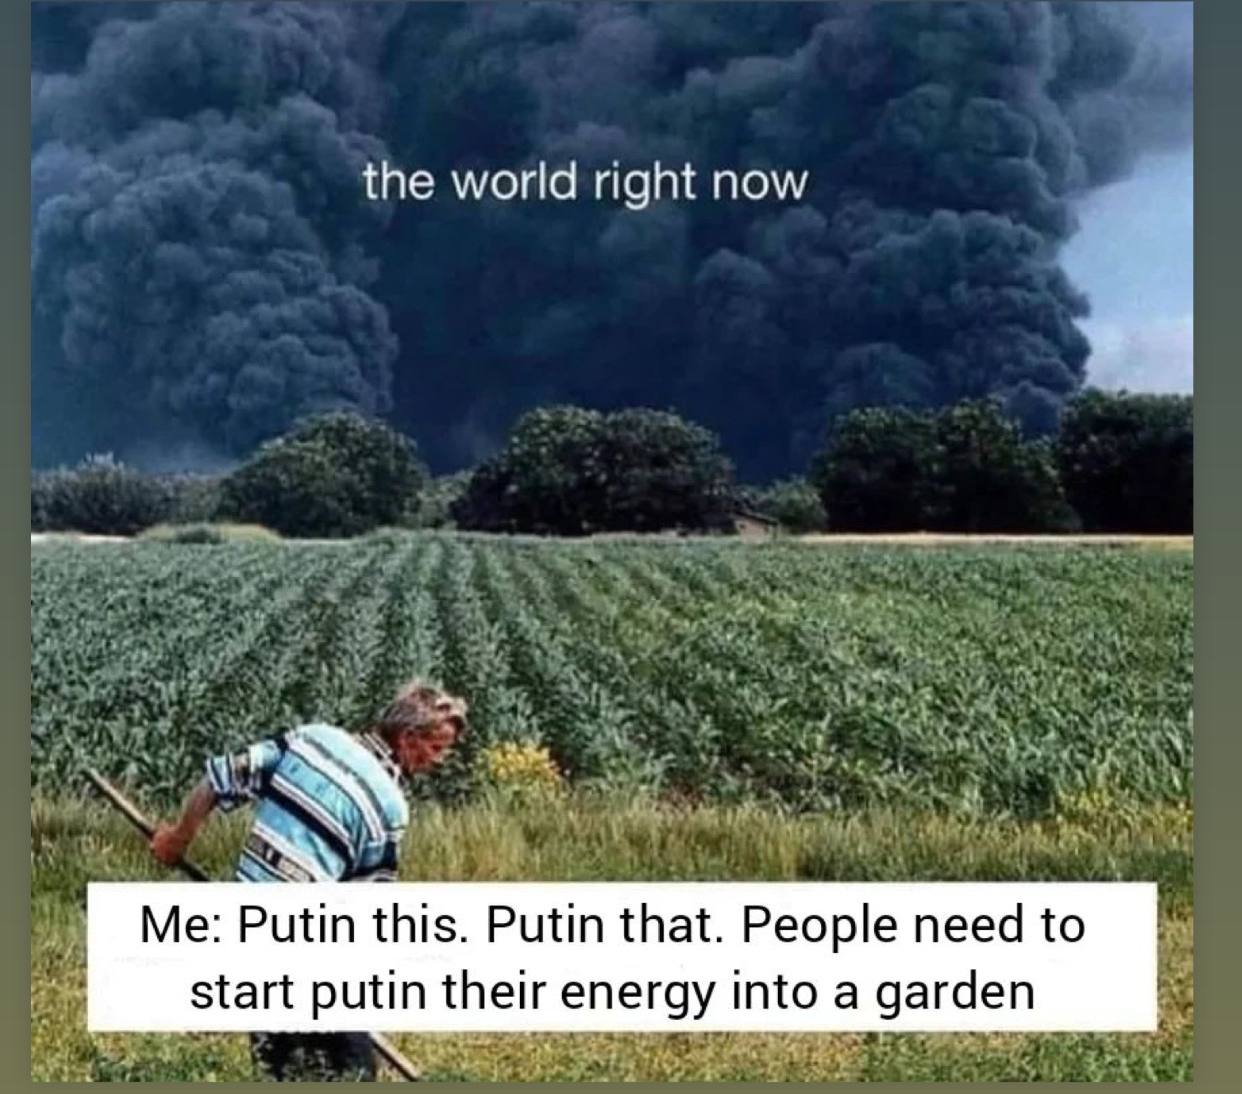 the world right now
Me: Putin this. Putin that. People need to
start putin their energy into a garden